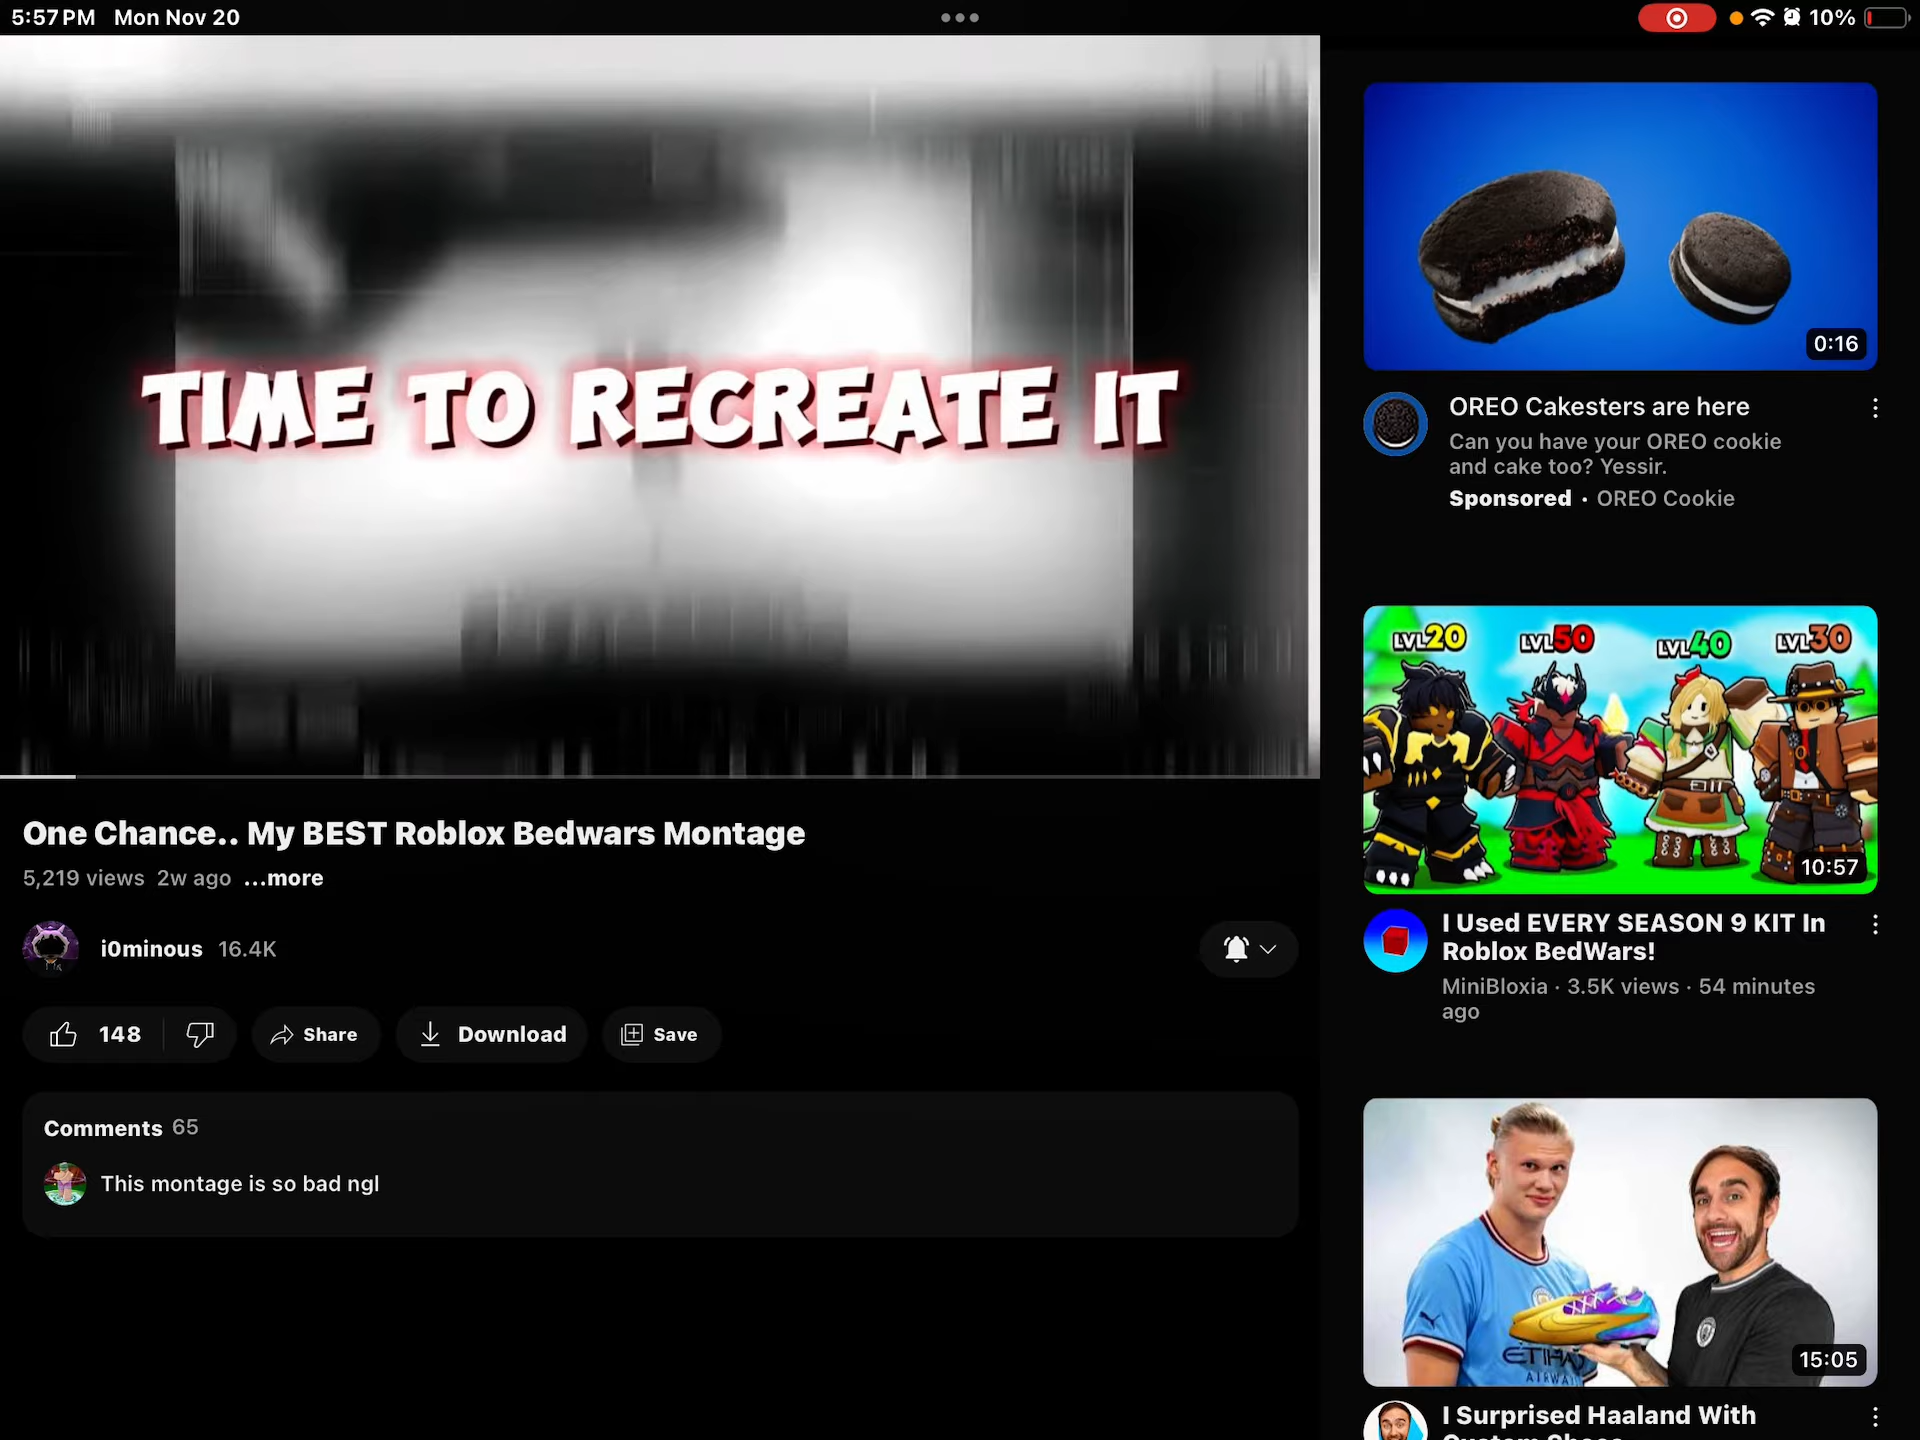 5:57 PM Mon Nov 20
10%
TIME TO RECREATE IT
One Chance.. My BEST Roblox Bedwars Montage
5,219 views 2w ago ...more
i0minous 16.4K
148
Share
Download
Save
Comments 65
This montage is so bad ngl
0:16
OREO Cakesters are here
Can you have your OREO cookie
and cake too? Yessir.
Sponsored · OREO Cookie
LVL20 LVL50 LVL40 LVL30
10:57
I Used EVERY SEASON 9 KIT In
Roblox BedWars!
MiniBloxia · 3.5K views · 54 minutes
ago
ETIHAD
AIRWAY
15:05
I Surprised Haaland With
Custom Shoes